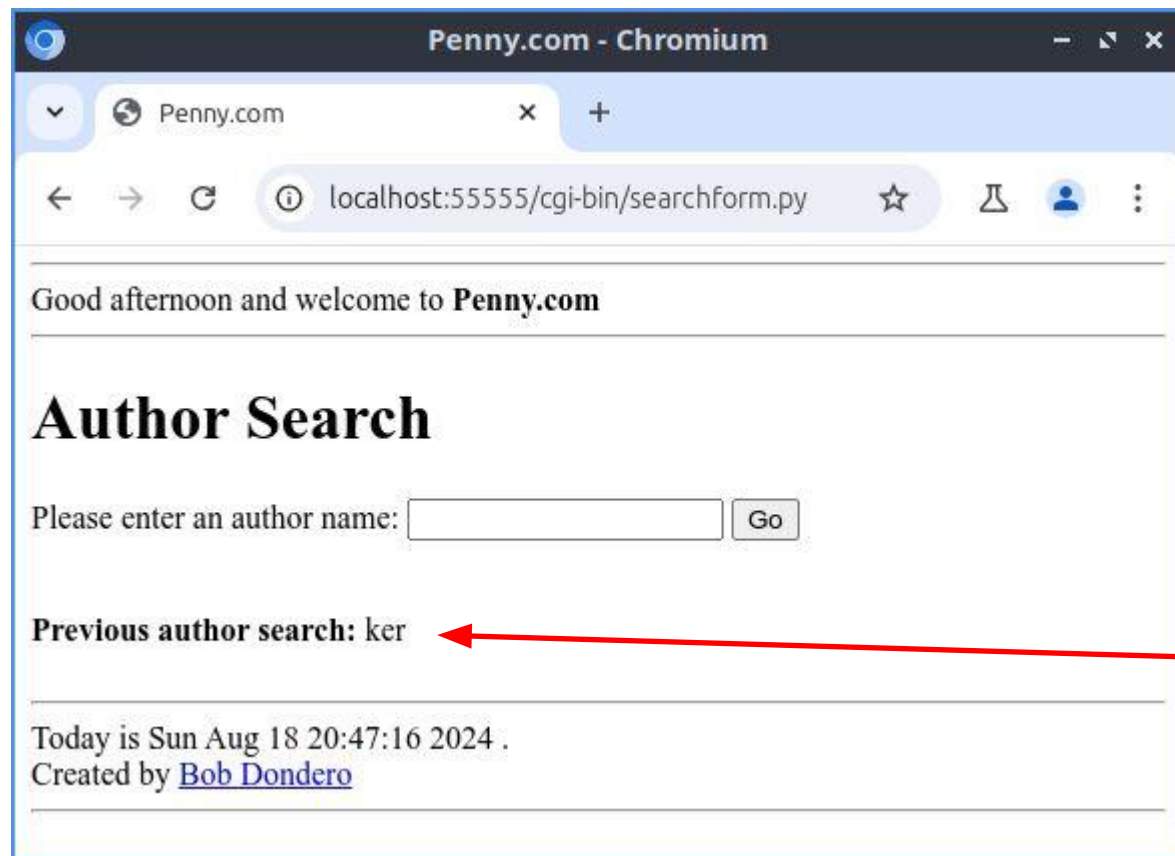 Penny.com - Chromium
Penny.com
localhost:55555/cgi-bin/searchform.py
Good afternoon and welcome to Penny.com
Author Search
Please enter an author name: Go
Previous author search: ker
Today is Sun Aug 18 20:47:16 2024 .
Created by Bob Dondero